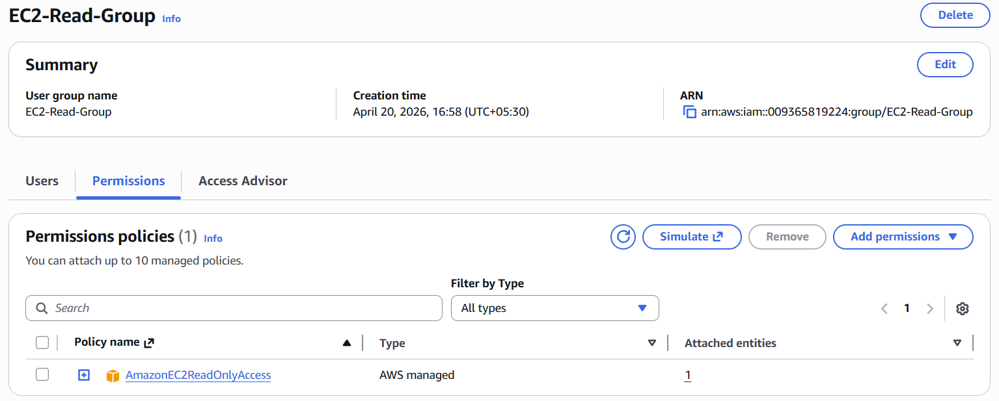 EC2-Read-Group Info
Delete
Summary
Edit
User group name
EC2-Read-Group
Creation time
April 20, 2026, 16:58 (UTC+05:30)
ARN
arn:aws:iam::009365819224:group/EC2-Read-Group
Users
Permissions
Access Advisor
Permissions policies (1) Info
Simulate
Remove
Add permissions
You can attach up to 10 managed policies.
Filter by Type
Search
All types
1
Policy name
Type
Attached entities
AmazonEC2ReadOnlyAccess
AWS managed
1